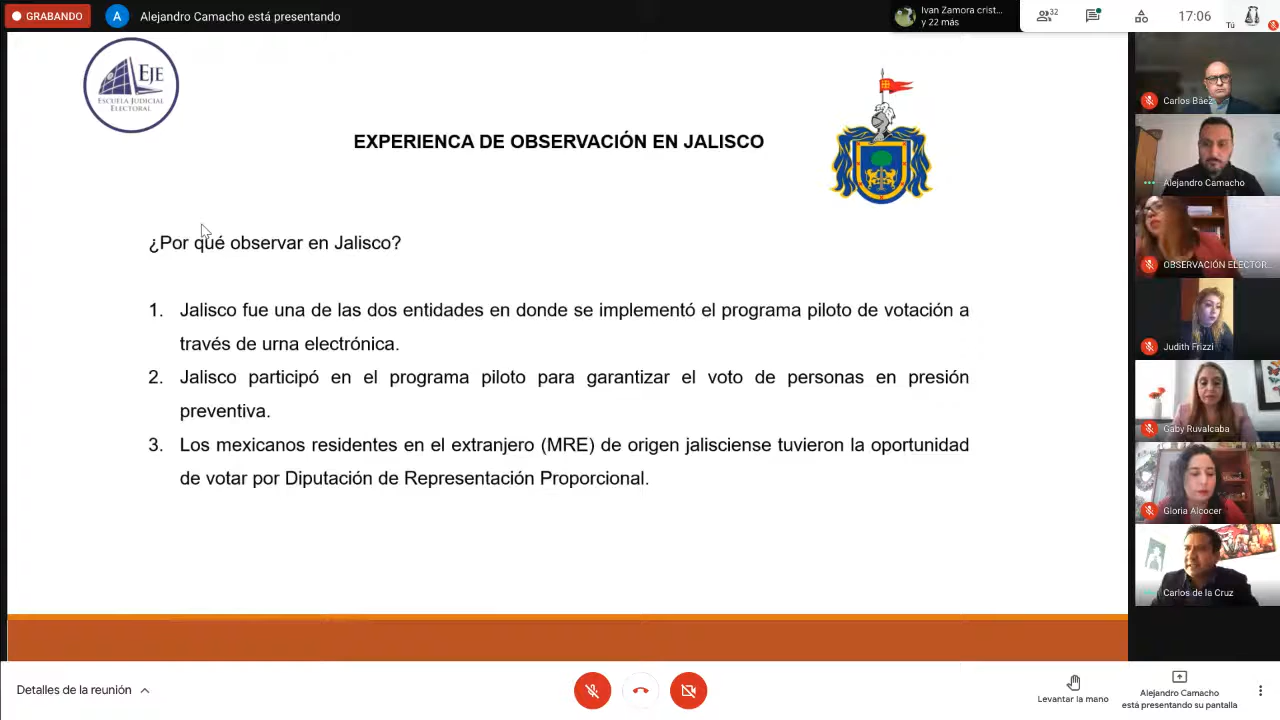 GRABANDO
A
Alejandro Camacho está presentando
Ivan Zamora crist...
y 22 más
32
17:06
Tú
EJE
ESCUELA JUDICIAL
ELECTORAL
EXPERIENCA DE OBSERVACIÓN EN JALISCO
¿Por qué observar en Jalisco?
1. Jalisco fue una de las dos entidades en donde se implementó el programa piloto de votación a
través de urna electrónica.
2. Jalisco participó en el programa piloto para garantizar el voto de personas en presión
preventiva.
3. Los mexicanos residentes en el extranjero (MRE) de origen jalisciense tuvieron la oportunidad
de votar por Diputación de Representación Proporcional.
Carlos Báez
Alejandro Camacho
OBSERVACIÓN ELECTOR...
Judith Frizzi
Gaby Ruvalcaba
Gloria Alcocer
Carlos de la Cruz
Detalles de la reunión
Levantar la mano
Alejandro Camacho
está presentando su pantalla